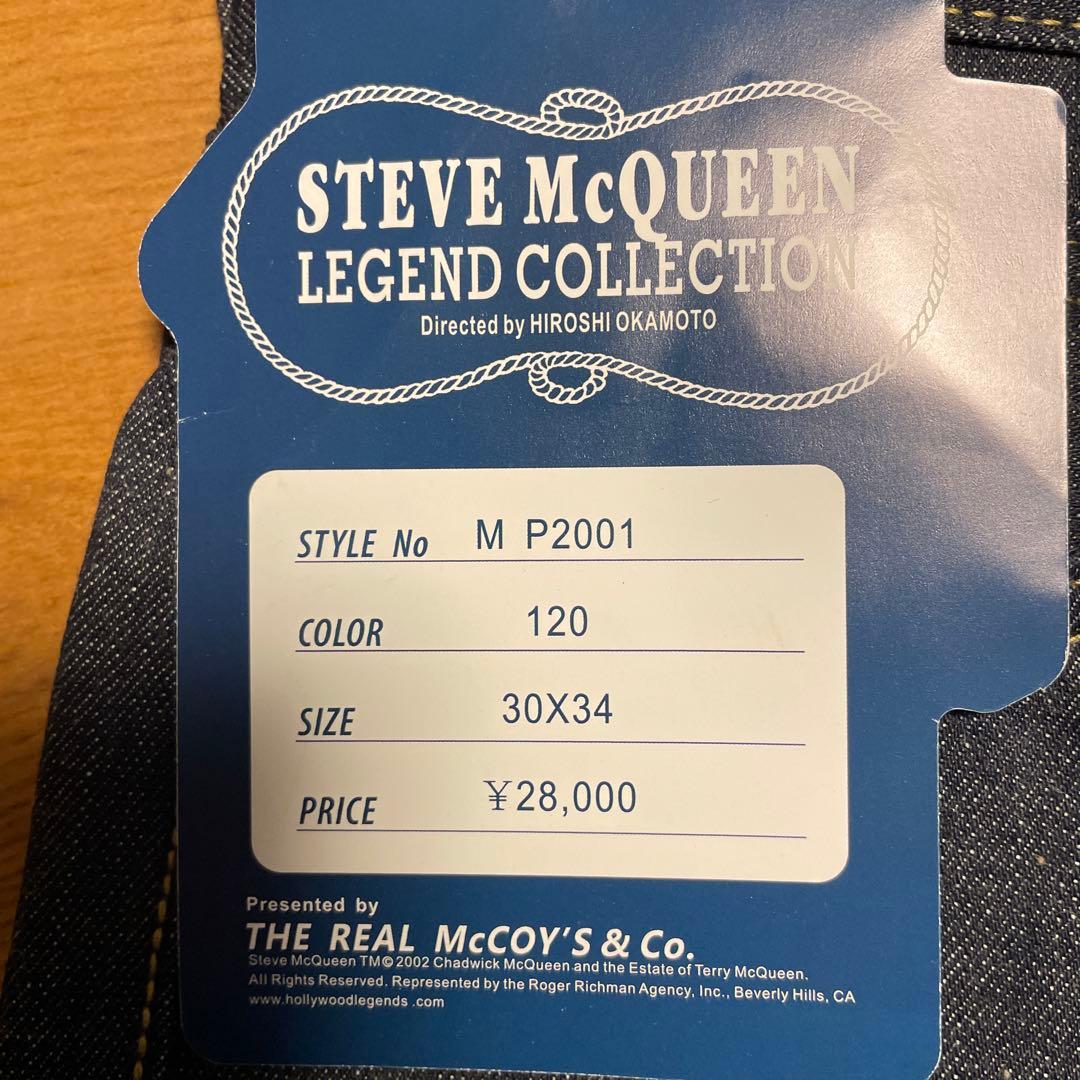 STEVE McQUEEN
LEGEND COLLECTION
Directed by HIROSHI OKAMOTO
STYLE No M P2001
COLOR 120
SIZE 30X34
PRICE ¥28,000
Presented by
THE REAL McCOY'S & Co.
Steve McQueen TM©2002 Chadwick McQueen and the Estate of Terry McQueen.
All Rights Reserved. Represented by the Roger Richman Agency, Inc., Beverly Hills, CA
www.hollywoodlegends .com